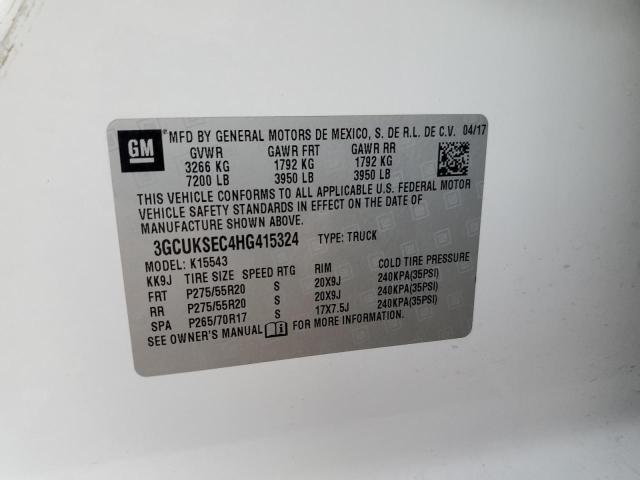 GM
®MFD BY GENERAL MOTORS DE MEXICO, S. DE R.L. DE C.V. 04/17
GVWR GAWR FRT GAWR RR
3266 KG 1792 KG 1792 KG
7200 LB 3950 LB 3950 LB
THIS VEHICLE CONFORMS TO ALL APPLICABLE U.S. FEDERAL MOTOR
VEHICLE SAFETY STANDARDS IN EFFECT ON THE DATE OF
MANUFACTURE SHOWN ABOVE.
3GCUKSEC4HG415324 TYPE: TRUCK
MODEL: K15543
KK9J TIRE SIZE SPEED RTG RIM COLD TIRE PRESSURE
FRT P275/55R20 S 20X9J 240KPA(35PSI)
RR P275/55R20 S 20X9J 240KPA(35PSI)
SPA P265/70R17 S 17X7.5J 240KPA(35PSI)
SEE OWNER'S MANUAL FOR MORE INFORMATION.